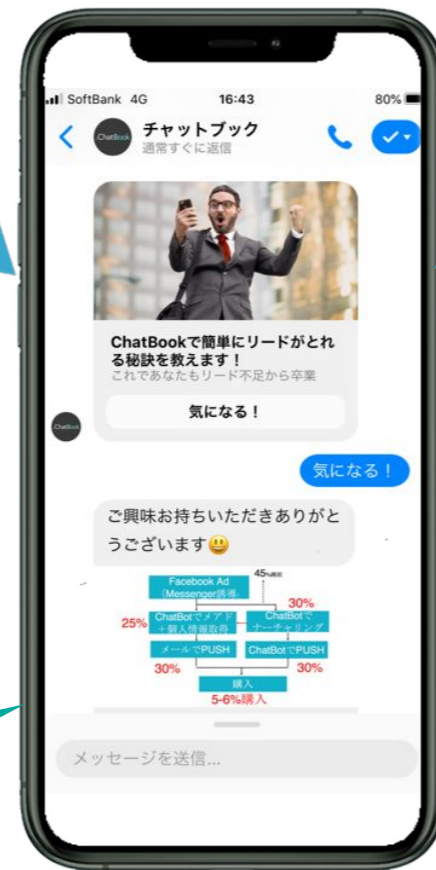 SoftBank 4G 16:43 80%
ChatBook チャットブック
通常すぐに返信
ChatBookで簡単にリードがとれ
る秘訣を教えます！
これであなたもリード不足から卒業
気になる！
ChatBook
気になる！
ご興味お持ちいただきありがと
うございます😃
Facebook Ad
（Messenger誘導）
45%
30%
25%
ChatBotでメアド
＋個人情報取得
ChatBotで
ナーチャリング
メールでPUSH
ChatBotでPUSH
30%
30%
購入
5-6%購入
メッセージを送信...